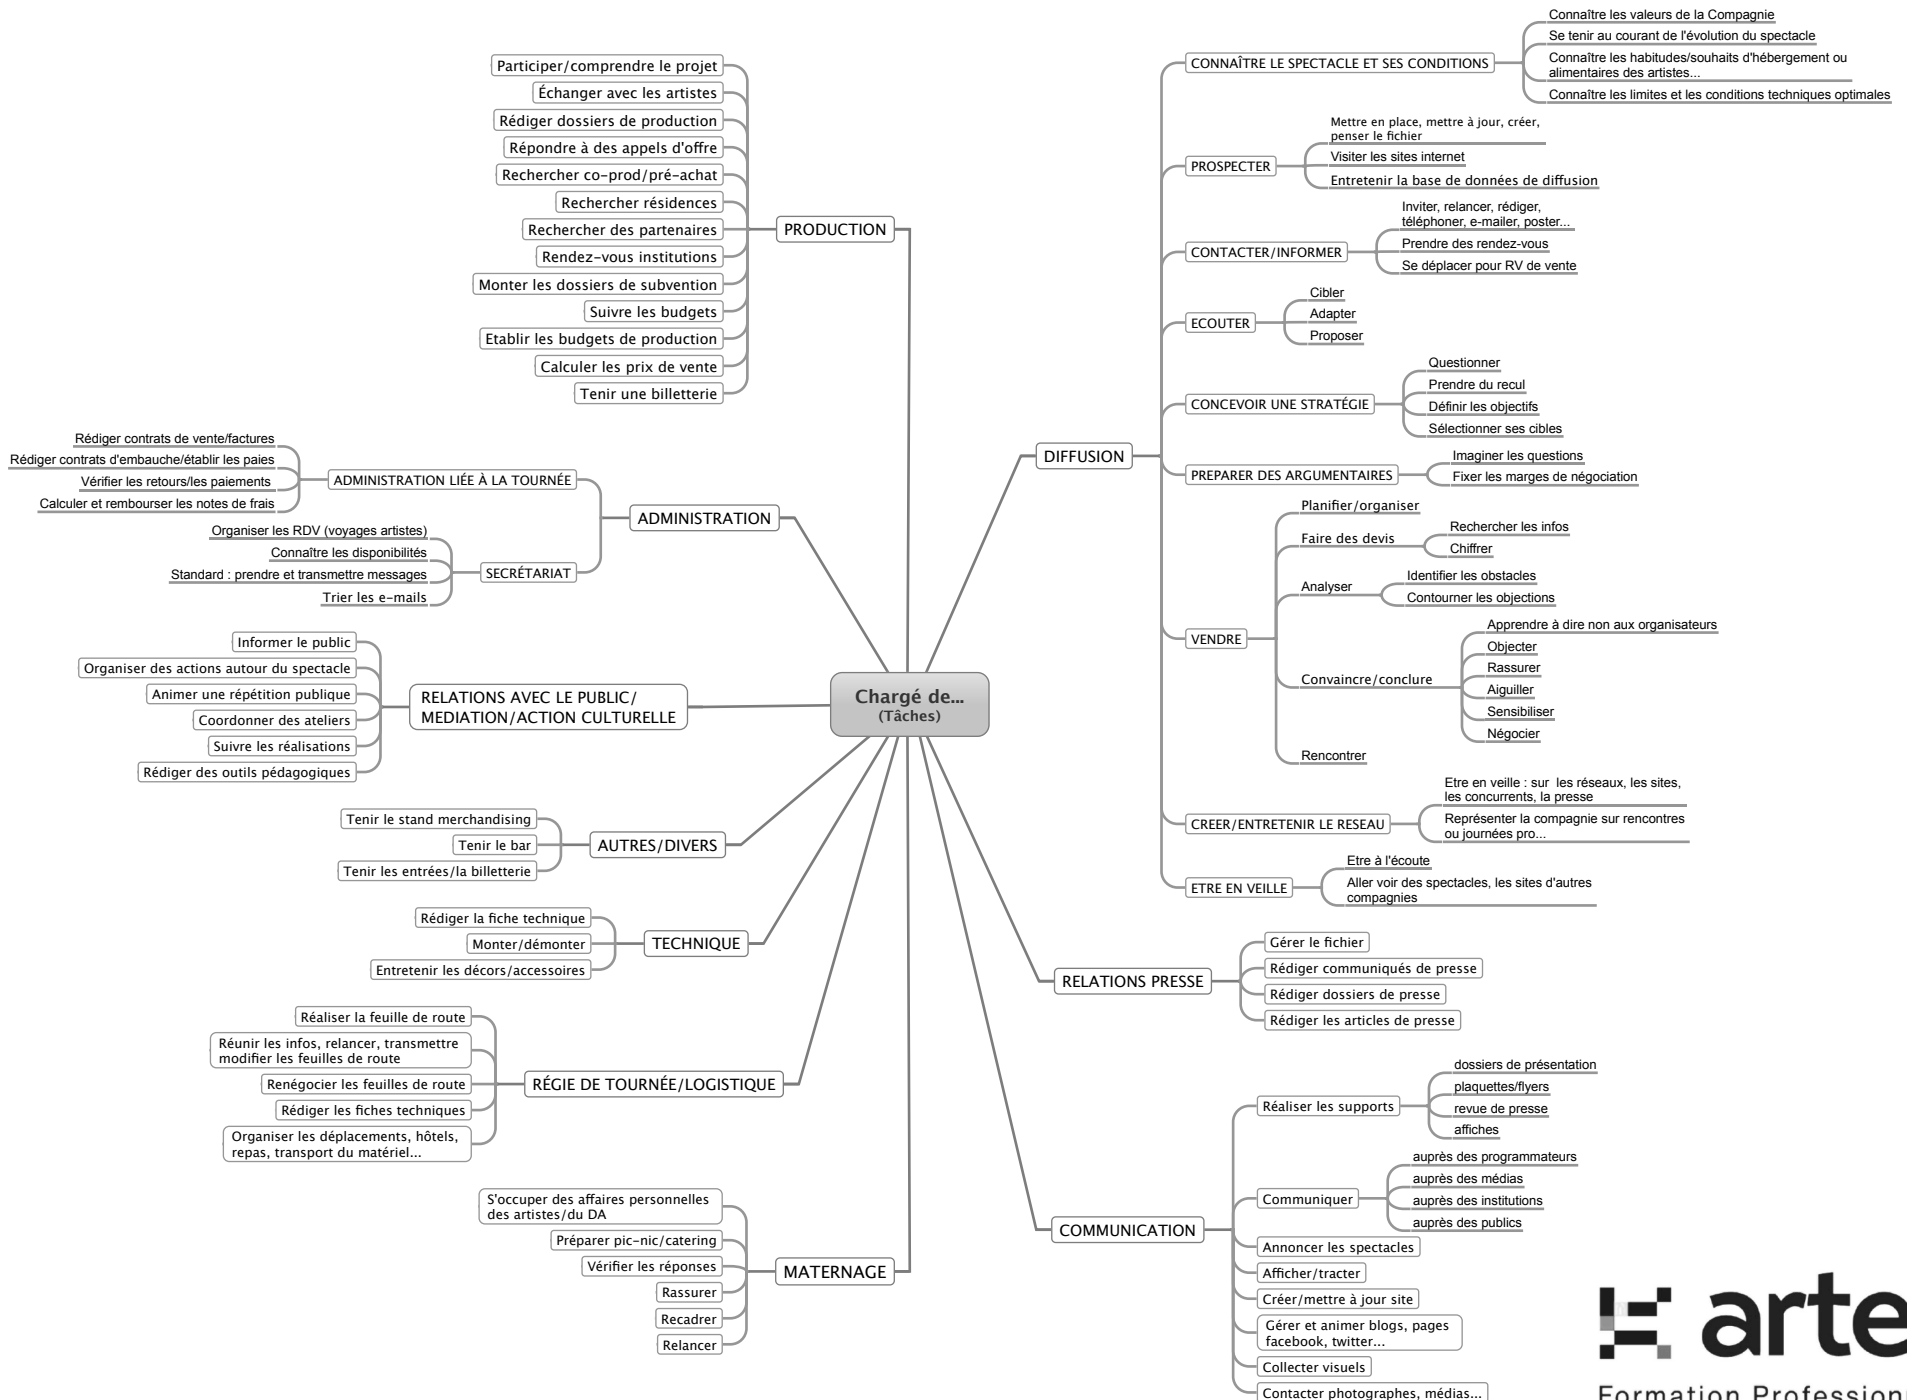 Chargé de...
(Tâches)
PRODUCTION
Participer/comprendre le projet
Échanger avec les artistes
Rédiger dossiers de production
Répondre à des appels d'offre
Rechercher co-prod/pré-achat
Rechercher résidences
Rechercher des partenaires
Rendez-vous institutions
Monter les dossiers de subvention
Suivre les budgets
Etablir les budgets de production
Calculer les prix de vente
Tenir une billetterie
ADMINISTRATION
ADMINISTRATION LIÉE À LA TOURNÉE
Rédiger contrats de vente/factures
Rédiger contrats d'embauche/établir les paies
Vérifier les retours/les paiements
Calculer et rembourser les notes de frais
SECRÉTARIAT
Organiser les RDV (voyages artistes)
Connaître les disponibilités
Standard : prendre et transmettre messages
Trier les e-mails
RELATIONS AVEC LE PUBLIC/
MEDIATION/ACTION CULTURELLE
Informer le public
Organiser des actions autour du spectacle
Animer une répétition publique
Coordonner des ateliers
Suivre les réalisations
Rédiger des outils pédagogiques
AUTRES/DIVERS
Tenir le stand merchandising
Tenir le bar
Tenir les entrées/la billetterie
TECHNIQUE
Rédiger la fiche technique
Monter/démonter
Entretenir les décors/accessoires
RÉGIE DE TOURNÉE/LOGISTIQUE
Réaliser la feuille de route
Réunir les infos, relancer, transmettre
modifier les feuilles de route
Renégocier les feuilles de route
Rédiger les fiches techniques
Organiser les déplacements, hôtels,
repas, transport du matériel...
MATERNAGE
S'occuper des affaires personnelles
des artistes/du DA
Préparer pic-nic/catering
Vérifier les réponses
Rassurer
Recadrer
Relancer
DIFFUSION
CONNAÎTRE LE SPECTACLE ET SES CONDITIONS
Connaître les valeurs de la Compagnie
Se tenir au courant de l'évolution du spectacle
Connaître les habitudes/souhaits d'hébergement ou
alimentaires des artistes...
Connaître les limites et les conditions techniques optimales
PROSPECTER
Mettre en place, mettre à jour, créer,
penser le fichier
Visiter les sites internet
Entretenir la base de données de diffusion
CONTACTER/INFORMER
Inviter, relancer, rédiger,
téléphoner, e-mailer, poster...
Prendre des rendez-vous
Se déplacer pour RV de vente
ECOUTER
Cibler
Adapter
Proposer
CONCEVOIR UNE STRATÉGIE
Questionner
Prendre du recul
Définir les objectifs
Sélectionner ses cibles
PREPARER DES ARGUMENTAIRES
Imaginer les questions
Fixer les marges de négociation
VENDRE
Planifier/organiser
Faire des devis
Rechercher les infos
Chiffrer
Analyser
Identifier les obstacles
Contourner les objections
Convaincre/conclure
Apprendre à dire non aux organisateurs
Objecter
Rassurer
Aiguiller
Sensibiliser
Négocier
Rencontrer
CREER/ENTRETENIR LE RESEAU
Etre en veille : sur les réseaux, les sites,
les concurrents, la presse
Représenter la compagnie sur rencontres
ou journées pro...
ETRE EN VEILLE
Etre à l'écoute
Aller voir des spectacles, les sites d'autres
compagnies
RELATIONS PRESSE
Gérer le fichier
Rédiger communiqués de presse
Rédiger dossiers de presse
Rédiger les articles de presse
COMMUNICATION
Réaliser les supports
dossiers de présentation
plaquettes/flyers
revue de presse
affiches
Communiquer
auprès des programmateurs
auprès des médias
auprès des institutions
auprès des publics
Annoncer les spectacles
Afficher/tracter
Créer/mettre à jour site
Gérer et animer blogs, pages
facebook, twitter...
Collecter visuels
Contacter photographes, médias...
arte
Formation Profession